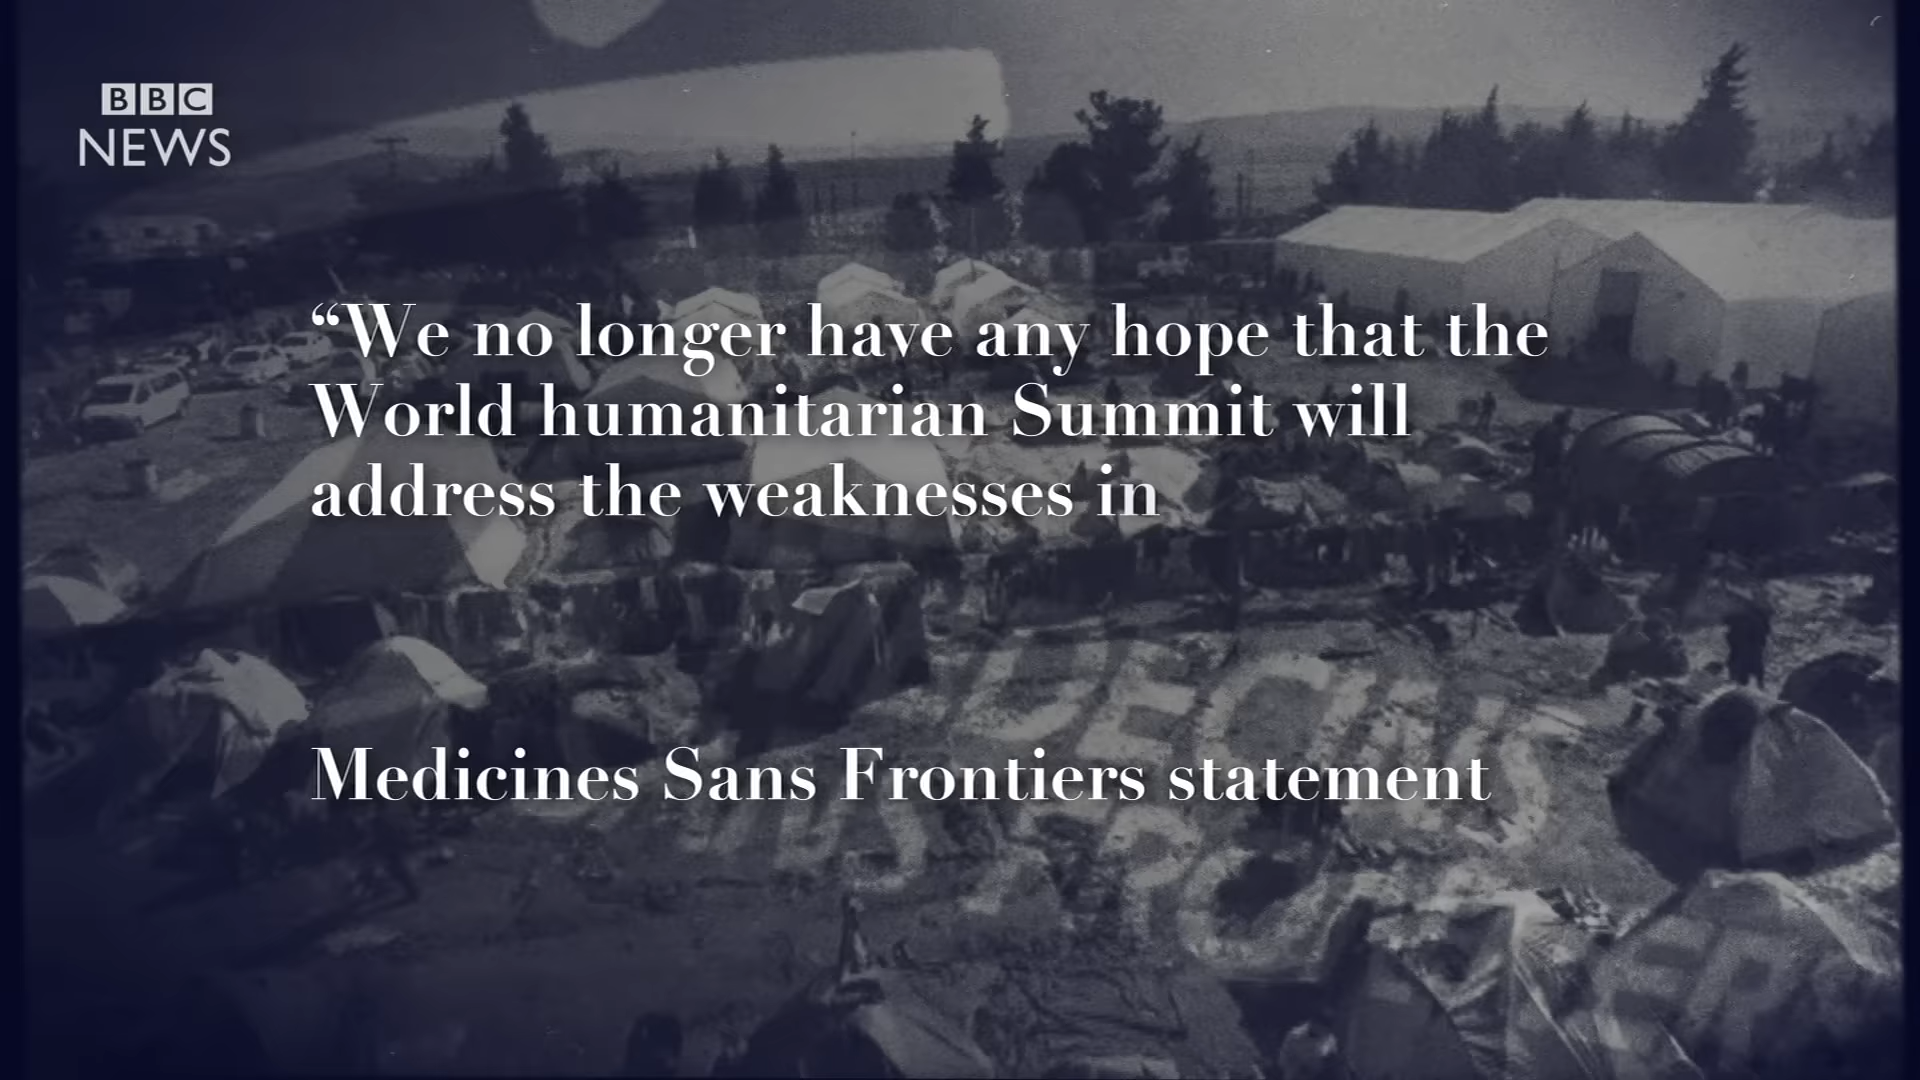 BBC
NEWS
“We no longer have any hope that the
World humanitarian Summit will
address the weaknesses in
Medicines Sans Frontiers statement